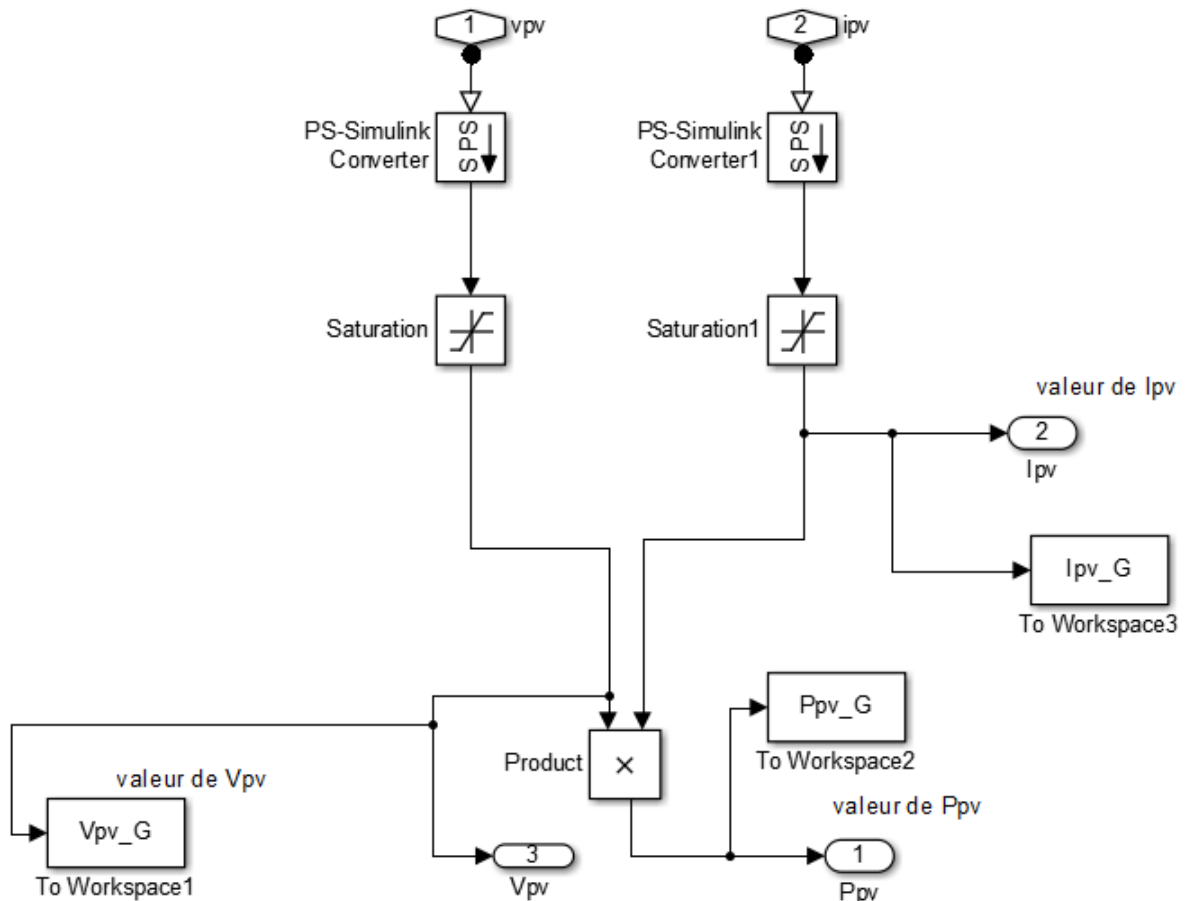 1
vpv
2
ipv
PS-Simulink
Converter
S PS
PS-Simulink
Converter1
S PS
Saturation
Saturation1
valeur de Ipv
2
Ipv
Ipv_G
To Workspace3
Ppv_G
To Workspace2
Product
×
valeur de Vpv
valeur de Ppv
Vpv_G
To Workspace1
3
Vpv
1
Ppv